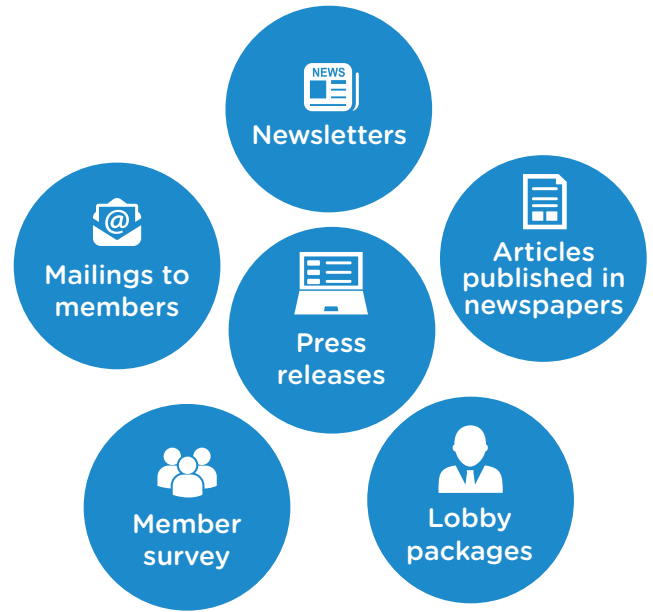 NEWS
Newsletters
Mailings to
members
Articles
published in
newspapers
Press
releases
Member
survey
Lobby
packages